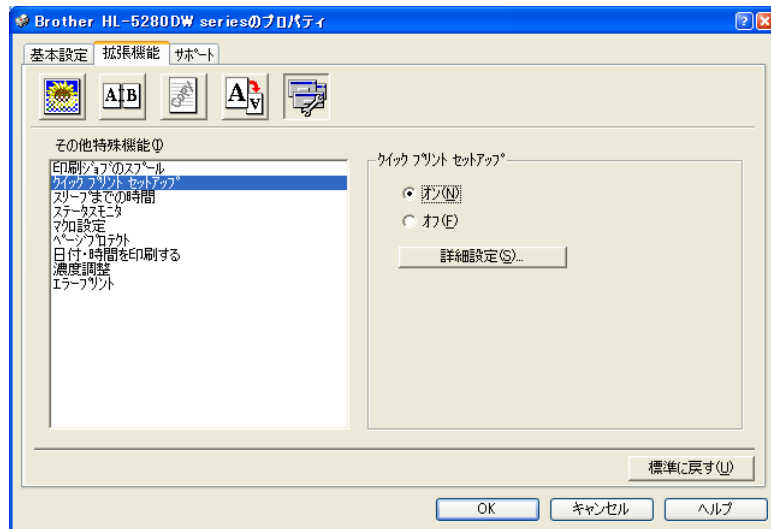 Brother HL-5280DW seriesのプロパティ
基本設定 拡張機能 サポート
その他特殊機能(I)
印刷ジョブのスプール
クイック プリント セットアップ
スリープまでの時間
ステータスモニタ
マクロ設定
ページプロテクト
日付・時間を印刷する
濃度調整
エラープリント
クイック プリント セットアップ
オン(N)
オフ(F)
詳細設定(S)...
標準に戻す(U)
OK キャンセル ヘルプ